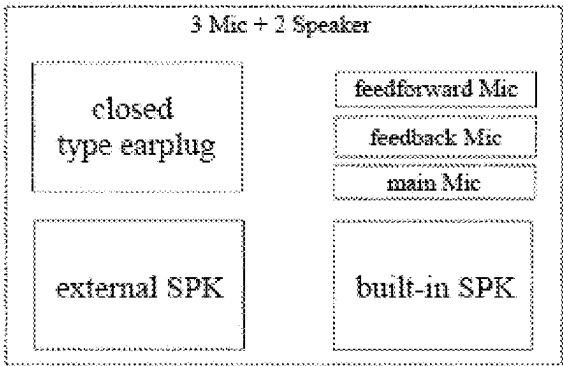 3 Mic + 2 Speaker
closed
type earplug
feedforward Mic
feedback Mic
main Mic
external SPK
built-in SPK